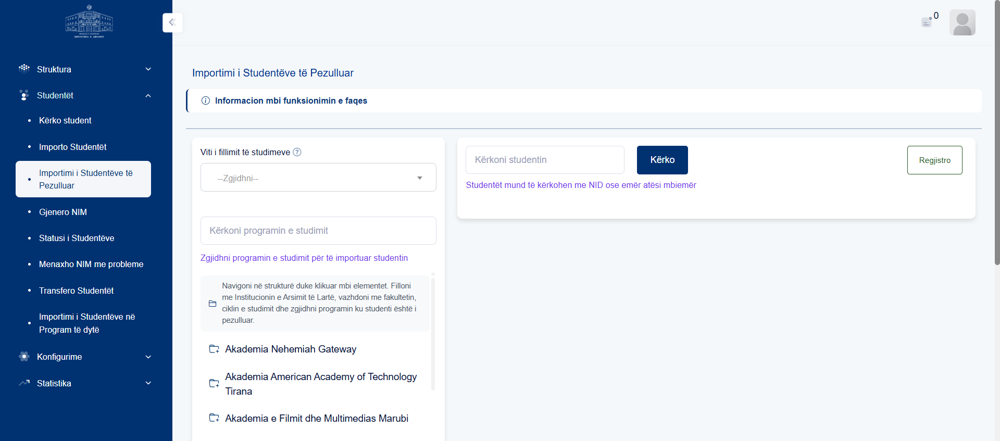 MINISTRIA E ARSIMIT
0
Struktura
Studentët
Kërko student
Importo Studentët
Importimi i Studentëve të
Pezulluar
Gjenero NIM
Statusi i Studentëve
Menaxho NIM me probleme
Transfero Studentët
Importimi i Studentëve në
Program të dytë
Konfigurime
Statistika
Importimi i Studentëve të Pezulluar
Informacion mbi funksionimin e faqes
Viti i fillimit të studimeve
--Zgjidhni--
Kërkoni programin e studimit
Zgjidhni programin e studimit për të importuar studentin
Navigoni në strukturë duke klikuar mbi elementet. Filloni
me Institucionin e Arsimit të Lartë, vazhdoni me fakultetin,
ciklin e studimit dhe zgjidhni programin ku studenti është i
pezulluar.
Akademia Nehemiah Gateway
Akademia American Academy of Technology
Tirana
Akademia e Filmit dhe Multimedias Marubi
Kërkoni studentin
Kërko
Regjistro
Studentët mund të kërkohen me NID ose emër atësi mbiemër